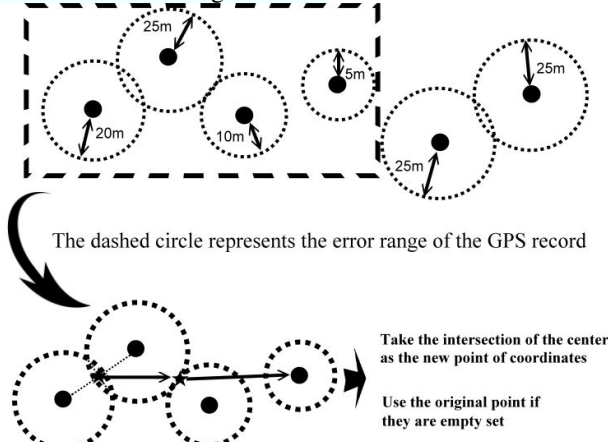 25m
20m
10m
5m
25m
25m
The dashed circle represents the error range of the GPS record
Take the intersection of the center
as the new point of coordinates
Use the original point if
they are empty set